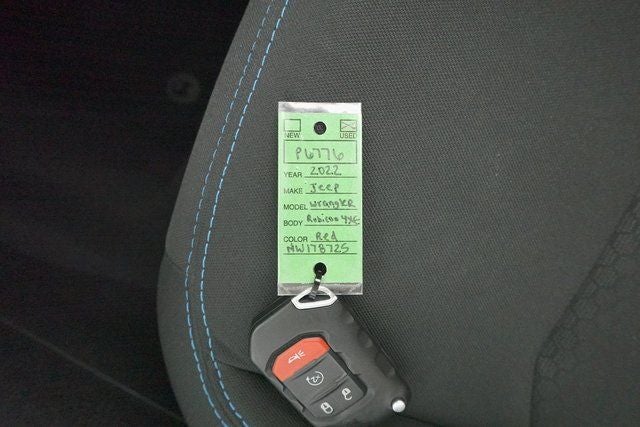 NEW USED
P6776
YEAR 2022
MAKE Jeep
MODEL WrangleR
BODY Rubicon 4XE
COLOR Red
NW178725